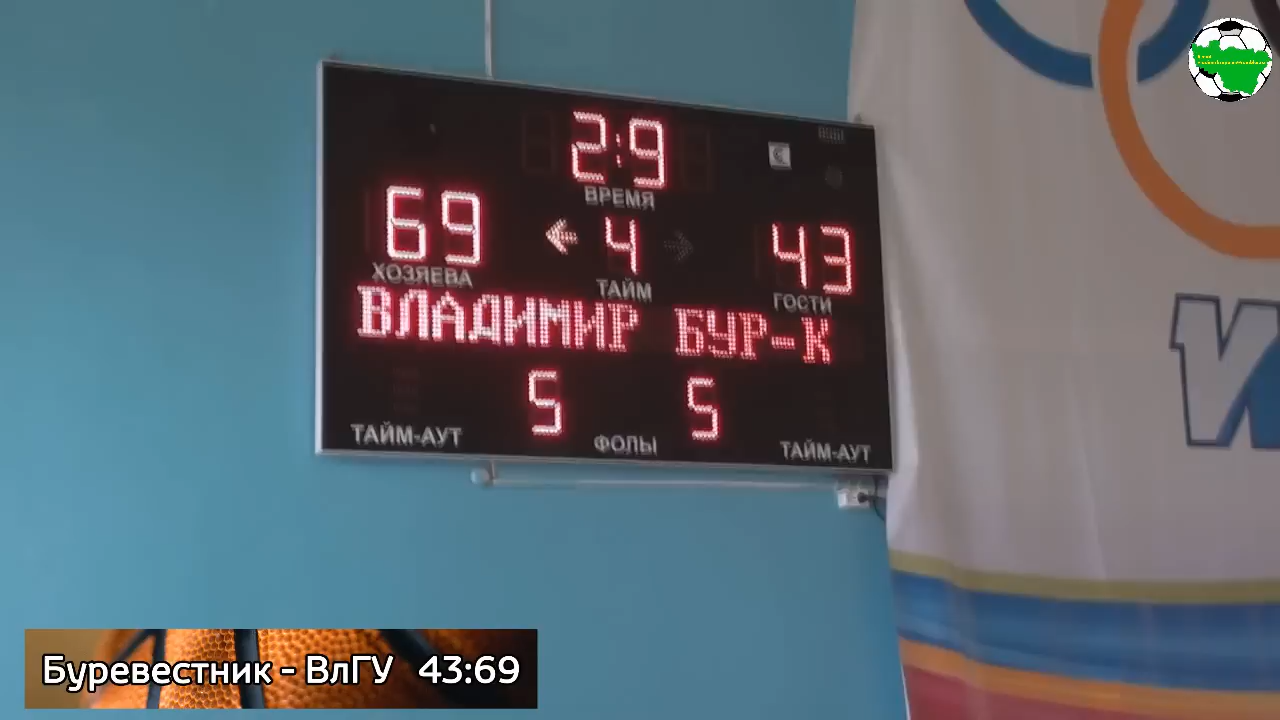 2:9
ВРЕМЯ
69 4 43
ХОЗЯЕВА ТАЙМ ГОСТИ
ВЛАДИМИР БУР-К
5 5
ТАЙМ-АУТ ФОЛЫ ТАЙМ-АУТ
Буревестник - ВлГУ 43:69